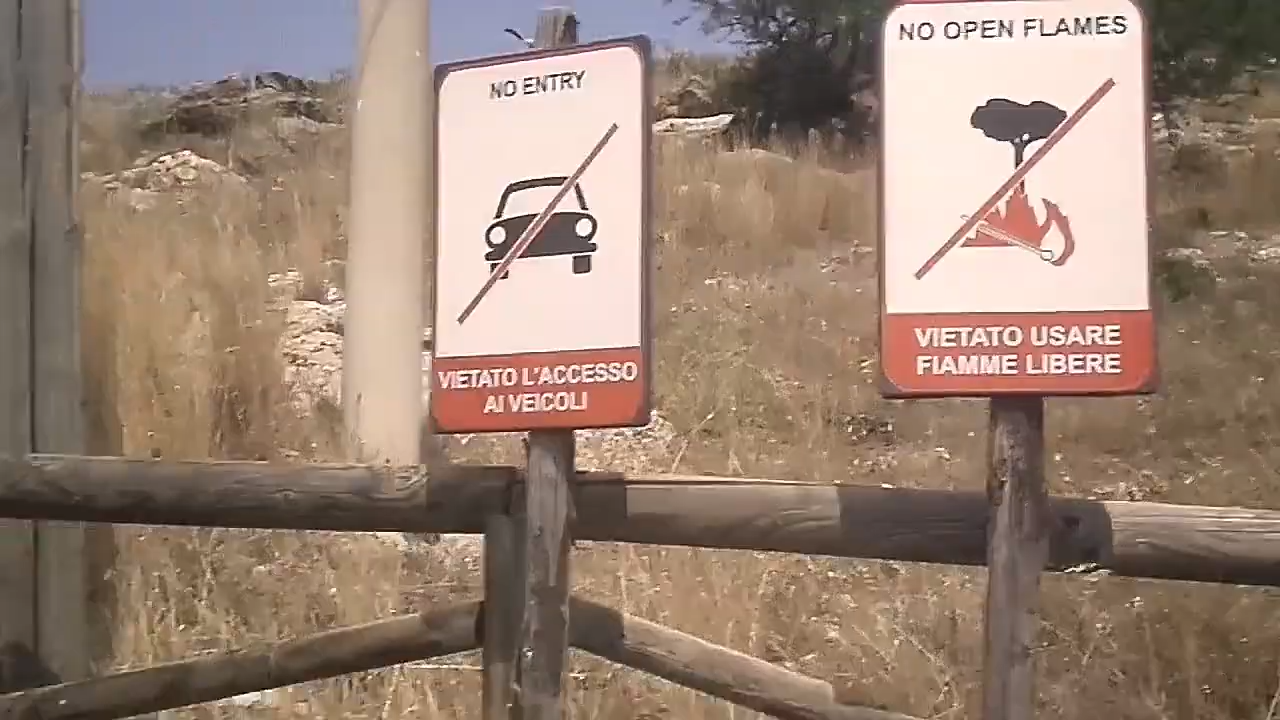 NO ENTRY
VIETATO L'ACCESSO
AI VEICOLI
NO OPEN FLAMES
VIETATO USARE
FIAMME LIBERE